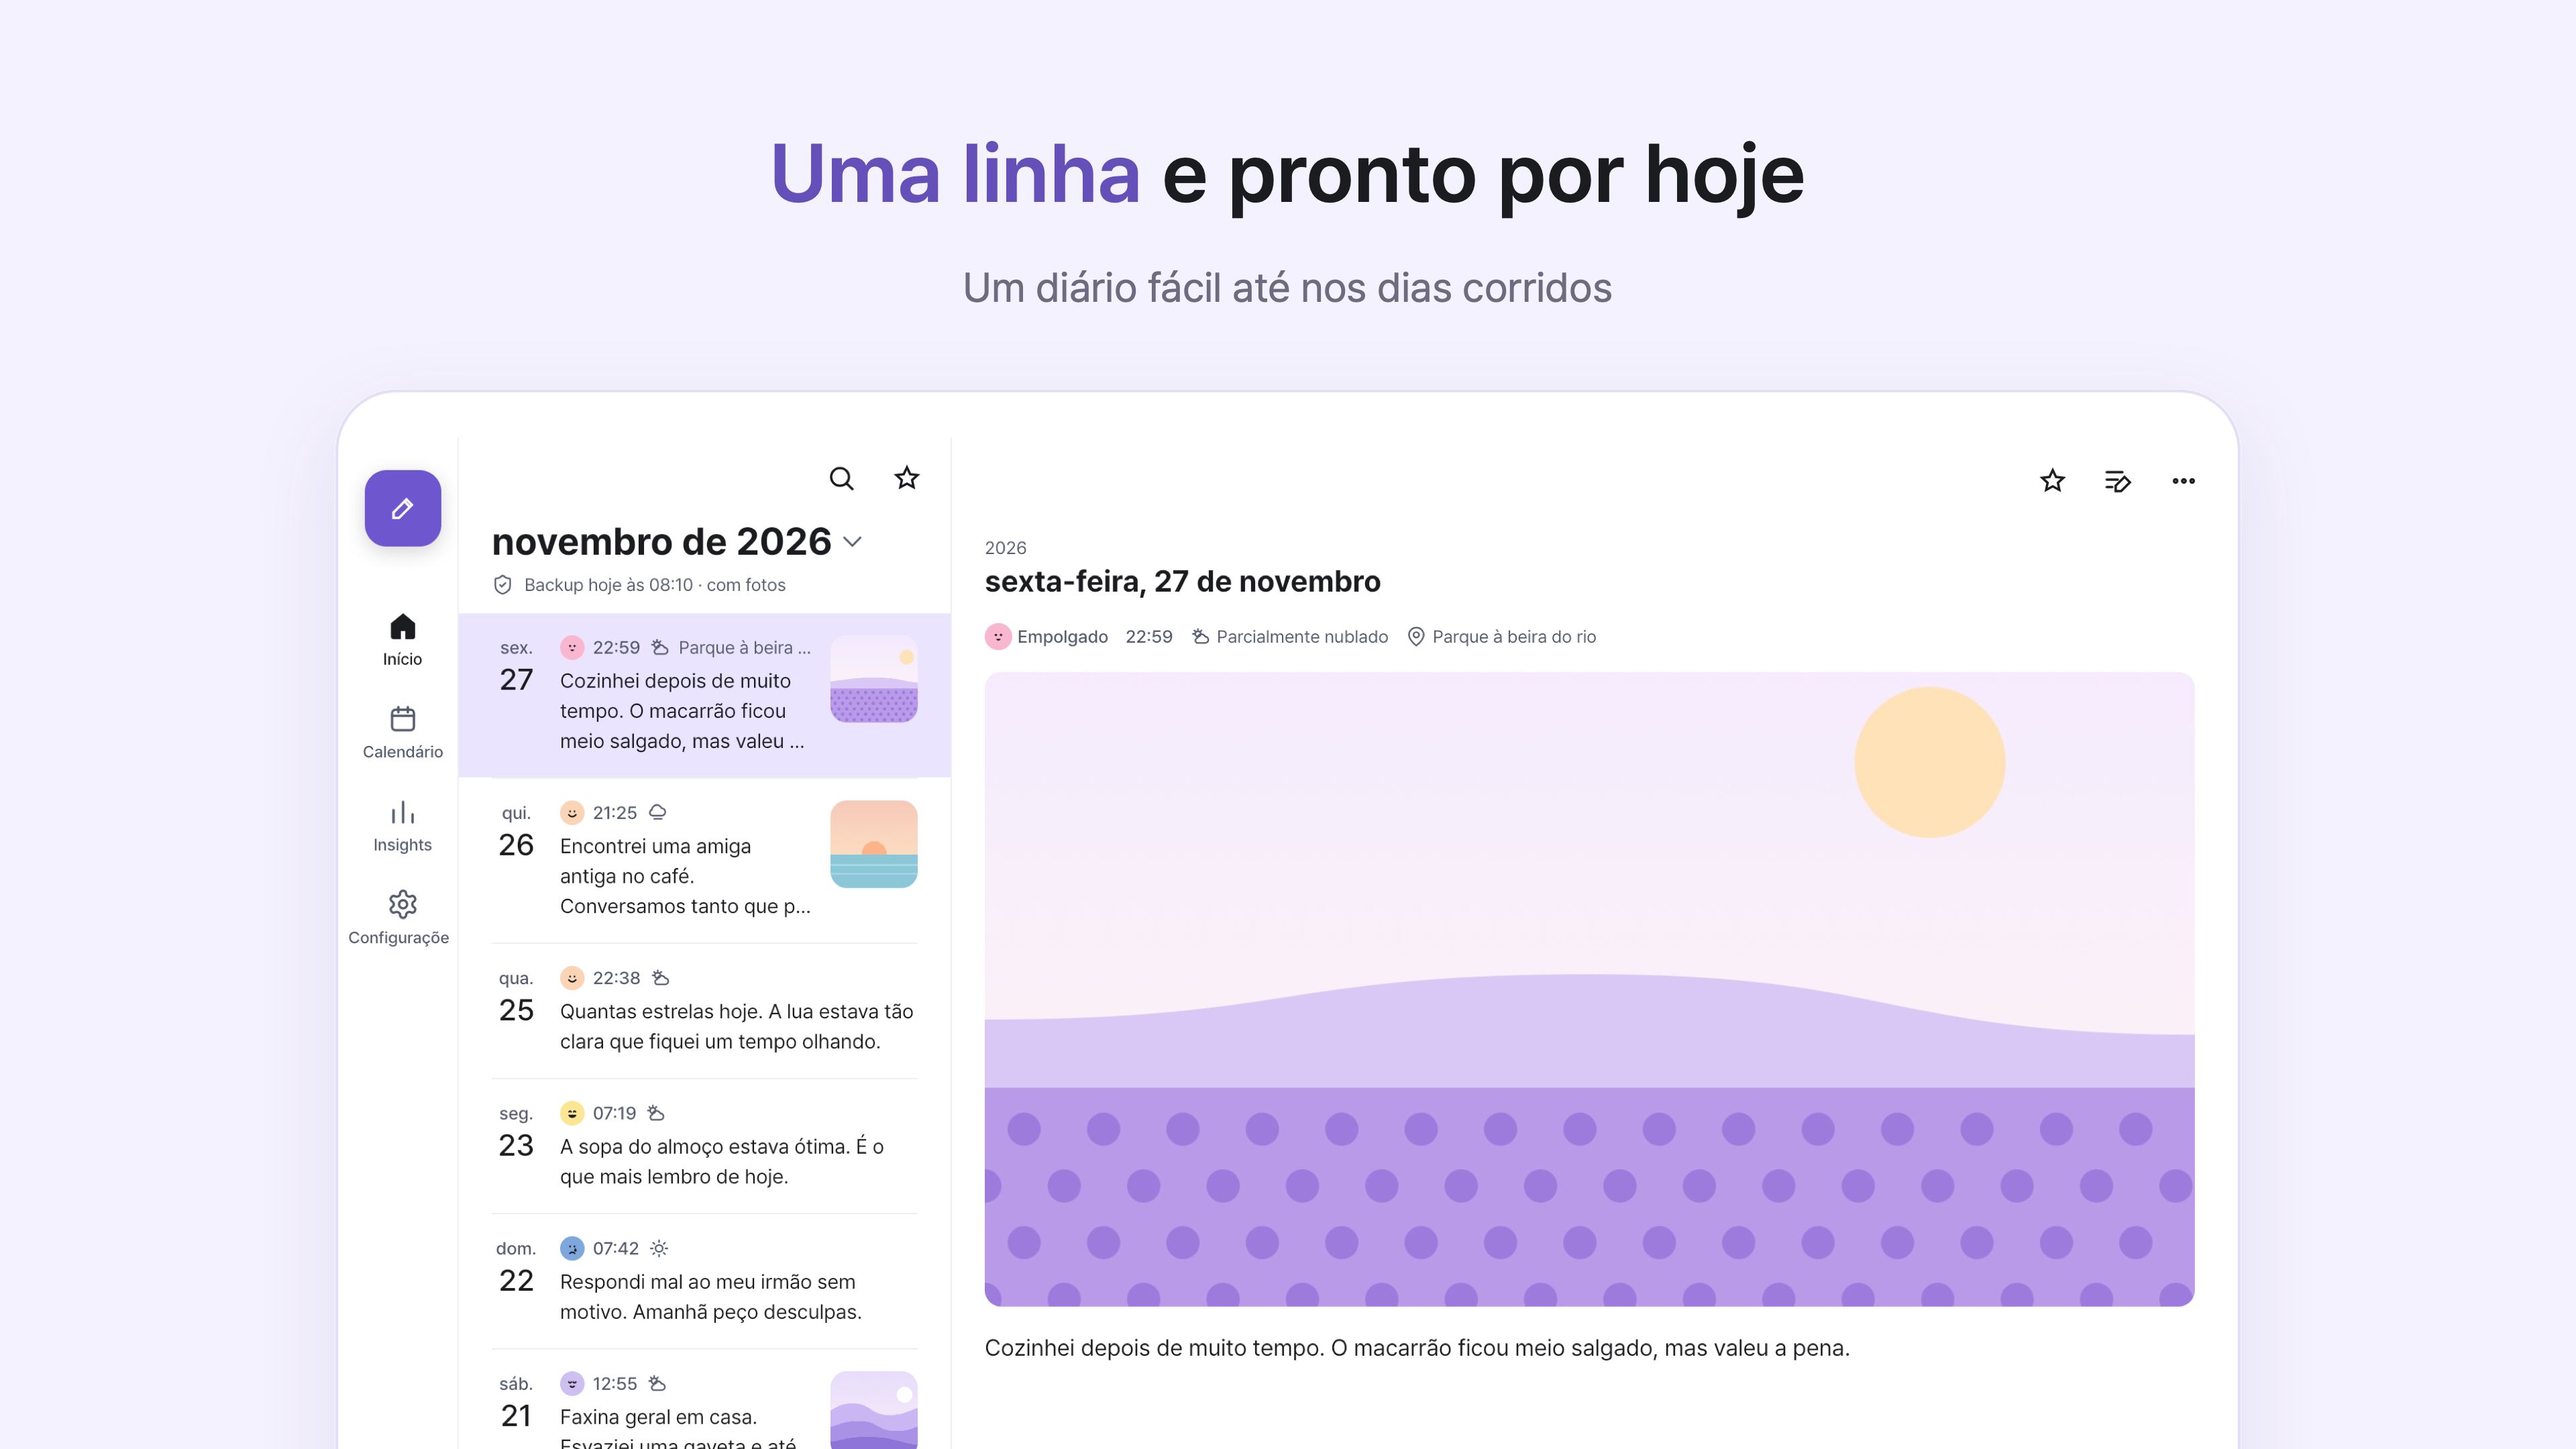 Uma linha e pronto por hoje
Um diário fácil até nos dias corridos
Início
Calendário
Insights
Configuraçõe
novembro de 2026
Backup hoje às 08:10 · com fotos
sex.
27
22:59 Parque à beira ...
Cozinhei depois de muito
tempo. O macarrão ficou
meio salgado, mas valeu ...
qui.
26
21:25
Encontrei uma amiga
antiga no café.
Conversamos tanto que p...
qua.
25
22:38
Quantas estrelas hoje. A lua estava tão
clara que fiquei um tempo olhando.
seg.
23
07:19
A sopa do almoço estava ótima. É o
que mais lembro de hoje.
dom.
22
07:42
Respondi mal ao meu irmão sem
motivo. Amanhã peço desculpas.
sáb.
21
12:55
Faxina geral em casa.
Esvaziei uma gaveta e até
2026
sexta-feira, 27 de novembro
Empolgado 22:59 Parcialmente nublado Parque à beira do rio
Cozinhei depois de muito tempo. O macarrão ficou meio salgado, mas valeu a pena.